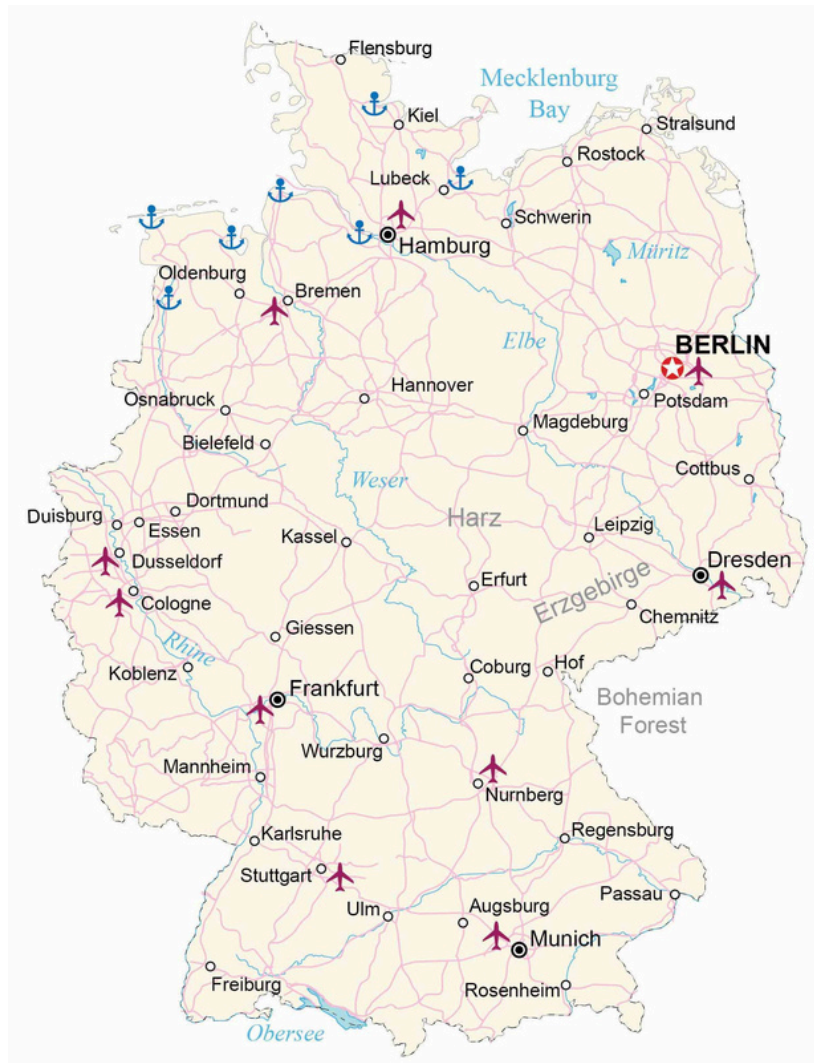 Flensburg
Mecklenburg
Bay
Kiel
Stralsund
Rostock
Lubeck
Schwerin
Hamburg
Müritz
Oldenburg
Bremen
Elbe
BERLIN
Hannover
Potsdam
Osnabruck
Magdeburg
Bielefeld
Weser
Cottbus
Dortmund
Duisburg
Essen
Harz
Leipzig
Kassel
Dusseldorf
Dresden
Erfurt
Erzgebirge
Cologne
Chemnitz
Giessen
Rhine
Koblenz
Coburg
Hof
Frankfurt
Bohemian
Forest
Wurzburg
Mannheim
Nurnberg
Karlsruhe
Regensburg
Stuttgart
Passau
Ulm
Augsburg
Munich
Freiburg
Rosenheim
Obersee